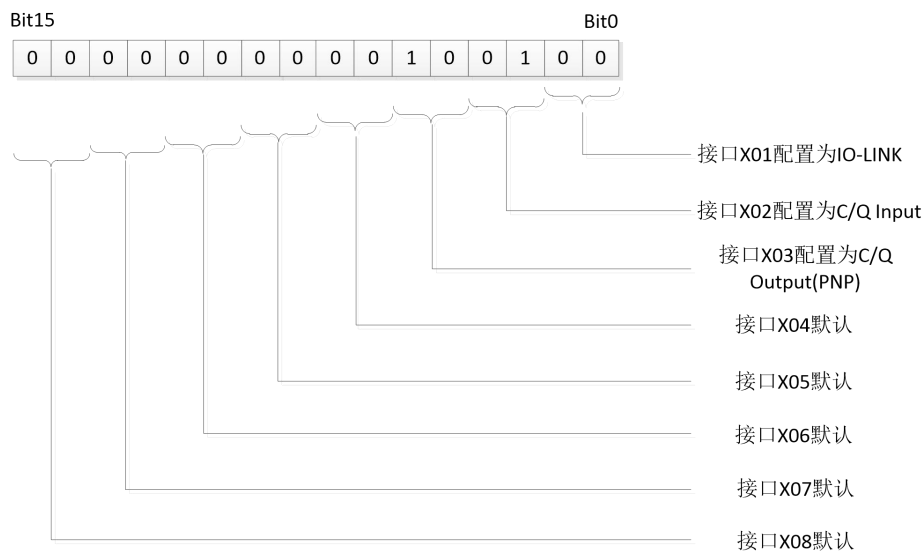 Bit15 Bit0
0 0 0 0 0 0 0 0 0 0 1 0 0 1 0 0
接口X01配置为IO-LINK
接口X02配置为C/Q Input
接口X03配置为C/Q
Output(PNP)
接口X04默认
接口X05默认
接口X06默认
接口X07默认
接口X08默认